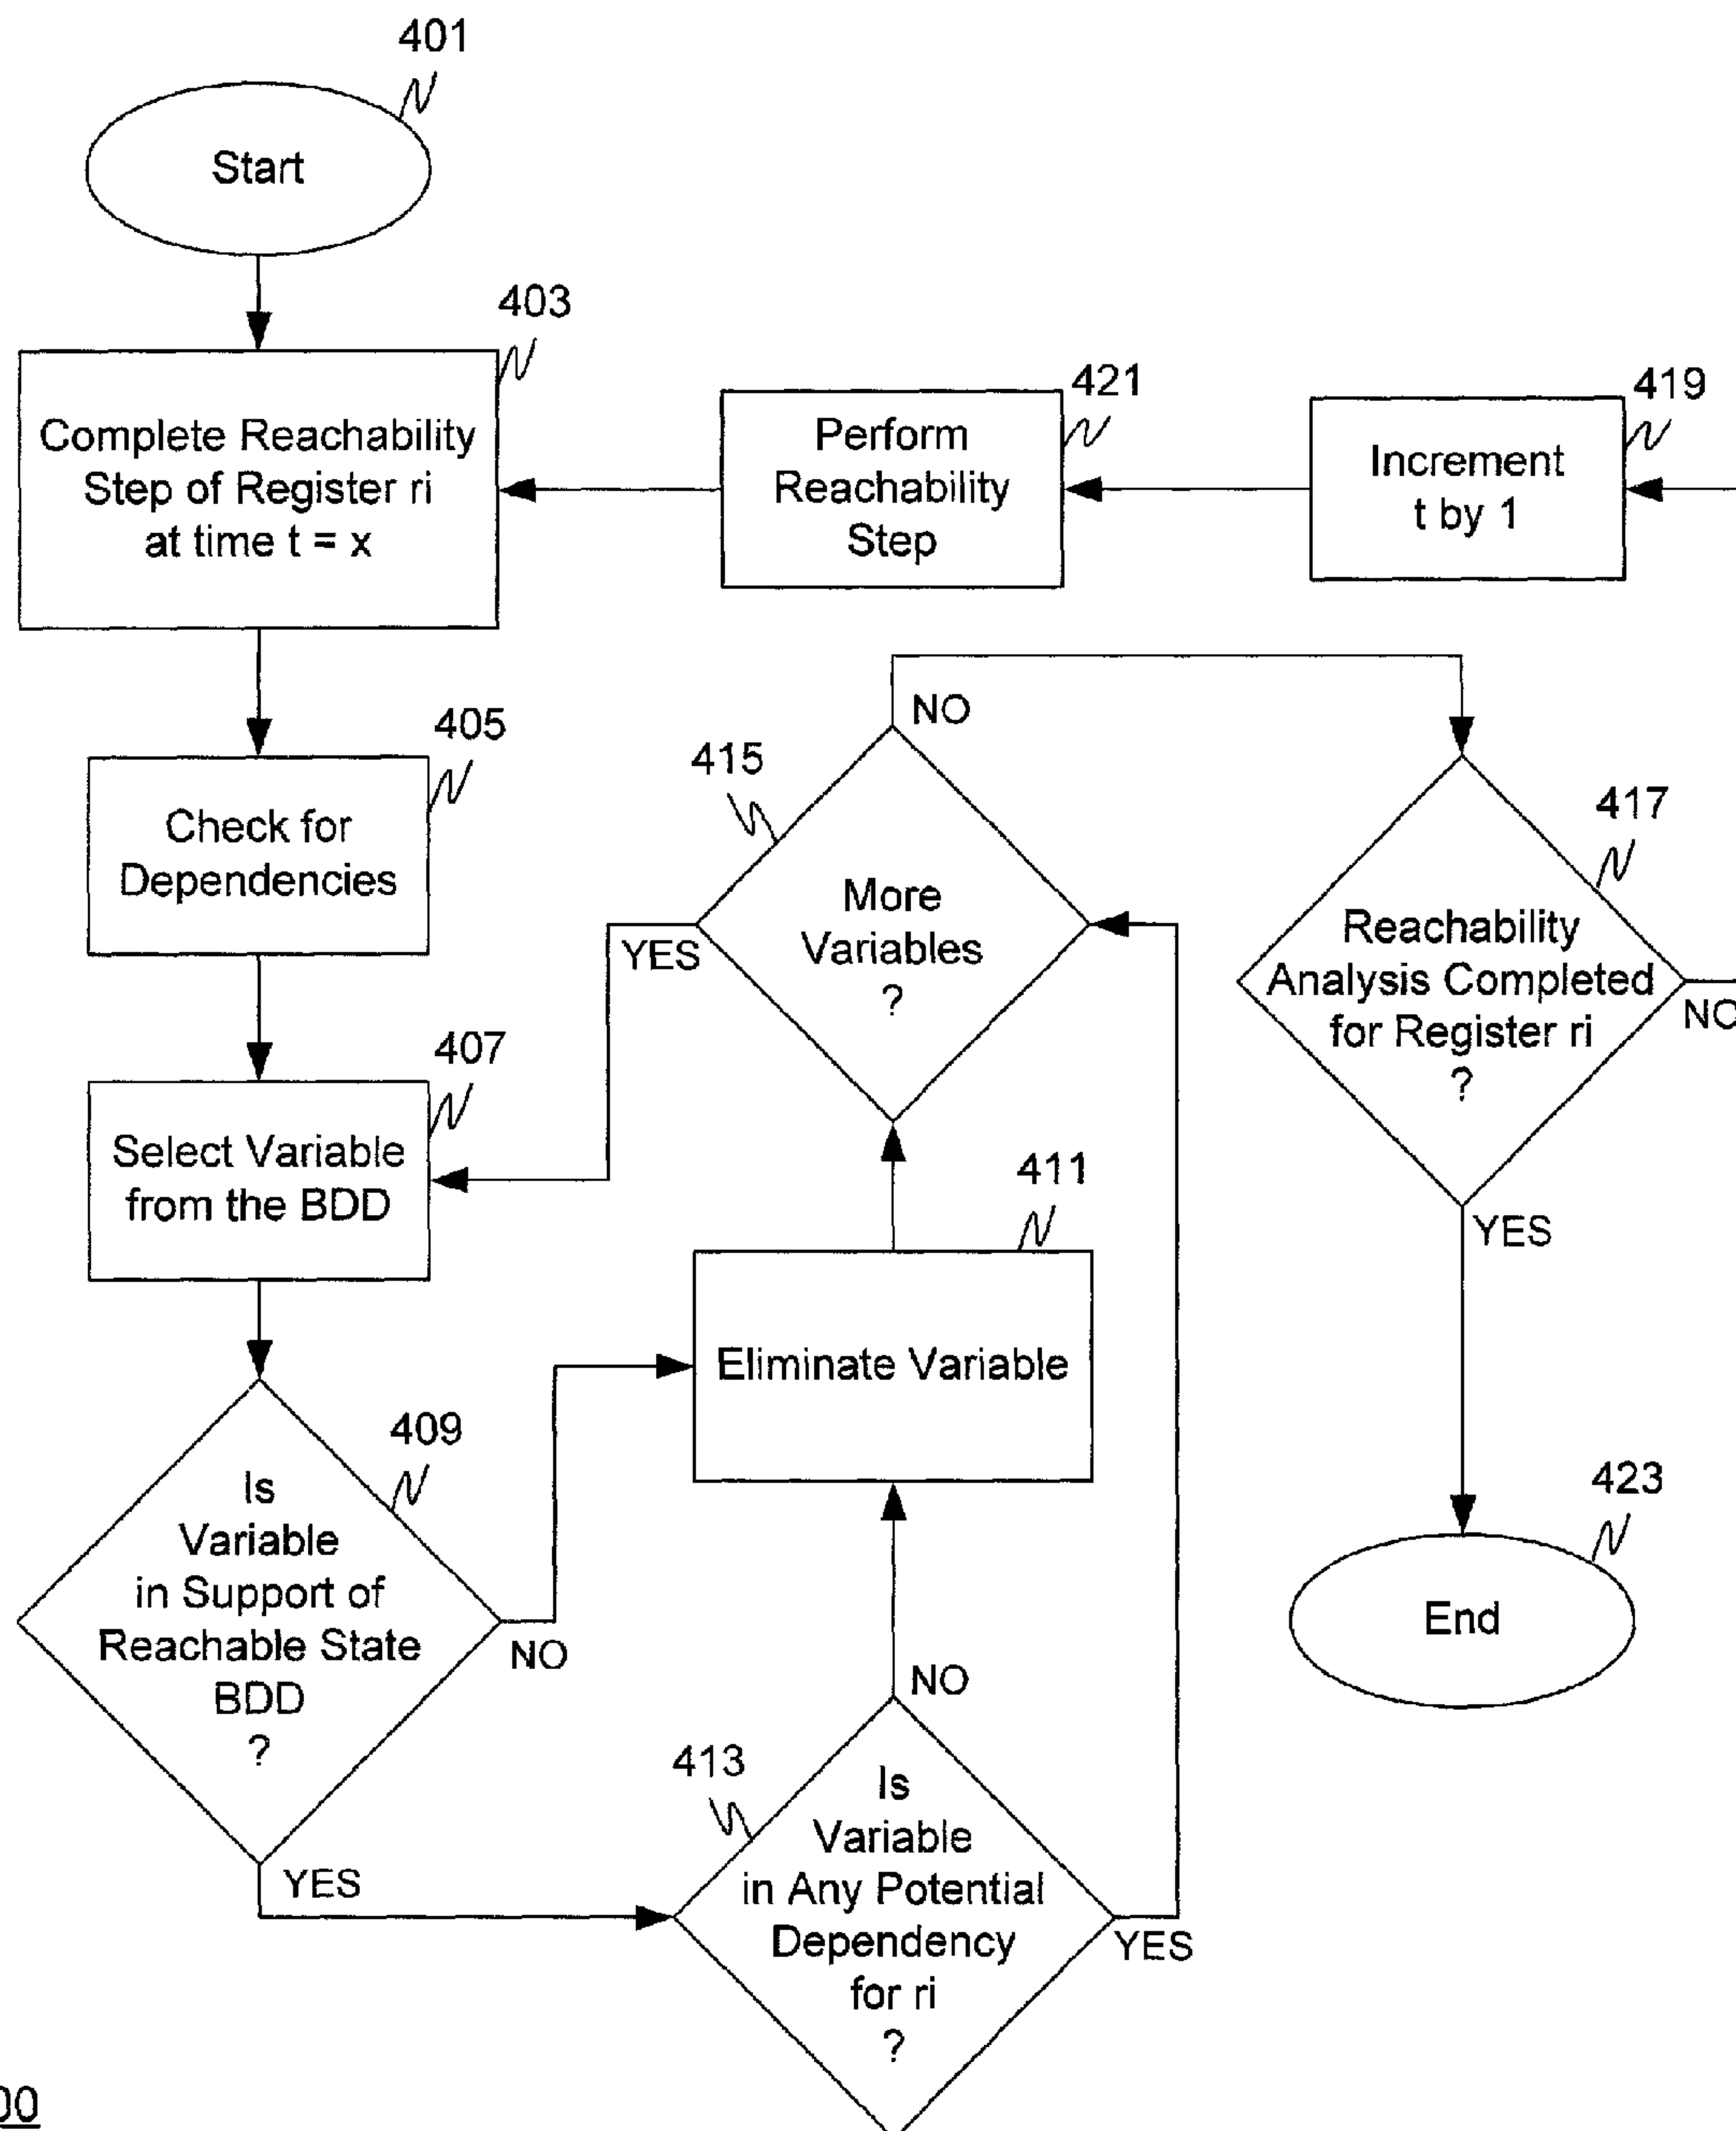 401
Start
403
Complete Reachability
Step of Register ri
at time t = x
421
Perform
Reachability
Step
419
Increment
t by 1
405
Check for
Dependencies
415
NO
More
Variables
?
YES
417
Reachability
Analysis Completed
for Register ri
?
NO
YES
407
Select Variable
from the BDD
411
Eliminate Variable
409
Is
Variable
in Support of
Reachable State
BDD
?
NO
YES
413
NO
Is
Variable
in Any Potential
Dependency
for ri
?
YES
423
End
00